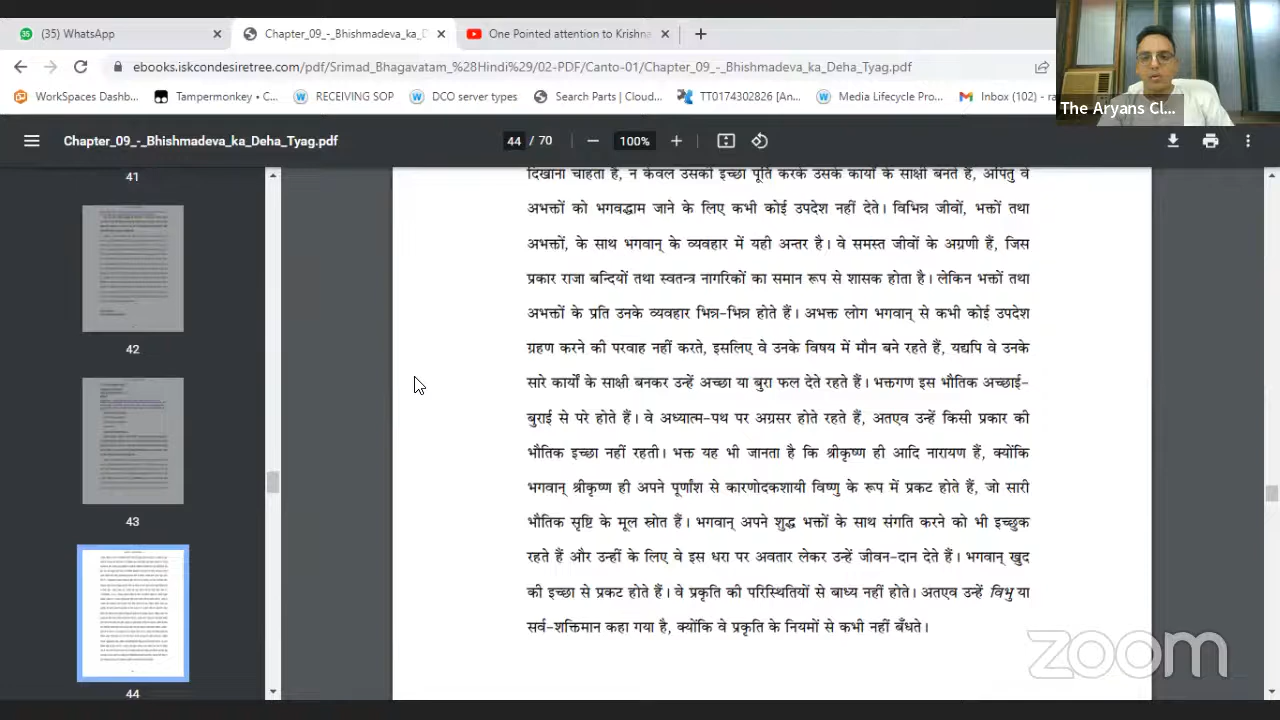 (35) WhatsApp
Chapter_09_-_Bhishmadeva_ka_D
One Pointed attention to Krishna
ebooks.iskcondesiretree.com/pdf/Srimad_Bhagavatam_%28Hindi%29/02-PDF/Canto-01/Chapter_09_-_Bhishmadeva_ka_Deha_Tyag.pdf
WorkSpaces Dashb... Tampermonkey • C... RECEIVING SOP DCO server types Search Parts | Cloud... TT0174302826 [An... Media Lifecycle Pro... Inbox (102) - ra
The Aryans Cl...
Chapter_09_-_Bhishmadeva_ka_Deha_Tyag.pdf
44 / 70
100%
41
42
43
44
दिलाना चाहता है, न केवल उसकी इच्छा पूर्ति करके उसके कार्यों के साक्षी बनते हैं, अपितु वे
अभक्तों को भगवद्धाम जाने के लिए कभी कोई उपदेश नहीं देते। विभिन्न जीवों, भक्तों तथा
अभक्तों, के साथ भगवान् के व्यवहार में यही अन्तर है। वे समस्त जीवों के अग्रणी हैं, जिस
प्रकार राजा बन्दियों तथा स्वतन्त्र नागरिकों का समान रूप से शासक होता है। लेकिन भक्तों तथा
अभक्तों के प्रति उनके व्यवहार भिन्न-भिन्न होते हैं। अभक्त लोग भगवान् से कभी कोई उपदेश
ग्रहण करने की परवाह नहीं करते, इसलिए वे उनके विषय में मौन बने रहते हैं, यद्यपि वे उनके
सारे कार्यों के साक्षी बनकर उन्हें अच्छा या बुरा फल देते रहते हैं। भक्तगण इस भौतिक अच्छाई-
बुराई से परे होते हैं। वे अध्यात्म-पथ पर अग्रसर होते रहते हैं, अतएव उन्हें किसी प्रकार की
भौतिक इच्छा नहीं रहती। भक्त यह भी जानता है कि श्रीकृष्ण ही आदि नारायण हैं, क्योंकि
भगवान् श्रीकृष्ण ही अपने पूर्णांश से कारणोदकशायी विष्णु के रूप में प्रकट होते हैं, जो सारी
भौतिक सृष्टि के मूल स्रोत हैं। भगवान् अपने शुद्ध भक्तों के साथ संगति करने को भी इच्छुक
रहते हैं और उन्हीं के लिए वे इस धरा पर अवतार लेकर उन्हें जीवन-दान देते हैं। भगवान् खुद
की इच्छा से प्रकट होते हैं। वे प्रकृति की परिस्थितियों से बाध्य नहीं होते। अतएव उन्हें विभु या
सर्वशक्तिमान कहा गया है, क्योंकि वे प्रकृति के नियमों से कभी नहीं बँधते।
zoom